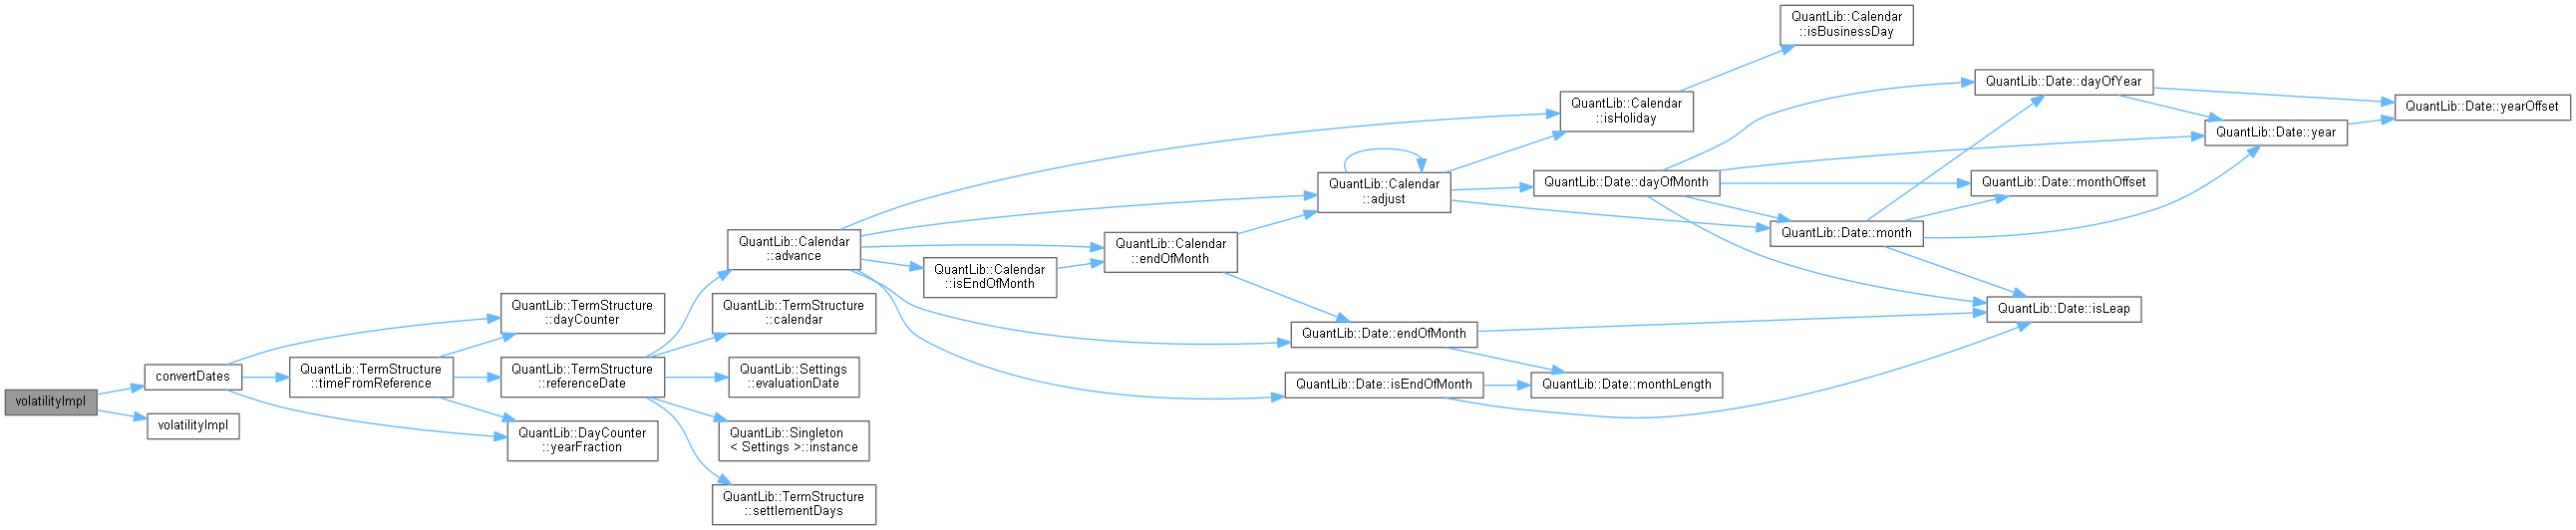 volatilityImpl
convertDates
volatilityImpl
QuantLib::TermStructure
::timeFromReference
QuantLib::TermStructure
::dayCounter
QuantLib::TermStructure
::referenceDate
QuantLib::DayCounter
::yearFraction
QuantLib::Calendar
::advance
QuantLib::TermStructure
::calendar
QuantLib::Settings
::evaluationDate
QuantLib::Singleton
< Settings >::instance
QuantLib::TermStructure
::settlementDays
QuantLib::Calendar
::isEndOfMonth
QuantLib::Calendar
::endOfMonth
QuantLib::Calendar
::adjust
QuantLib::Date::endOfMonth
QuantLib::Date::isEndOfMonth
QuantLib::Calendar
::isHoliday
QuantLib::Date::dayOfMonth
QuantLib::Date::monthLength
QuantLib::Calendar
::isBusinessDay
QuantLib::Date::month
QuantLib::Date::dayOfYear
QuantLib::Date::monthOffset
QuantLib::Date::isLeap
QuantLib::Date::year
QuantLib::Date::yearOffset